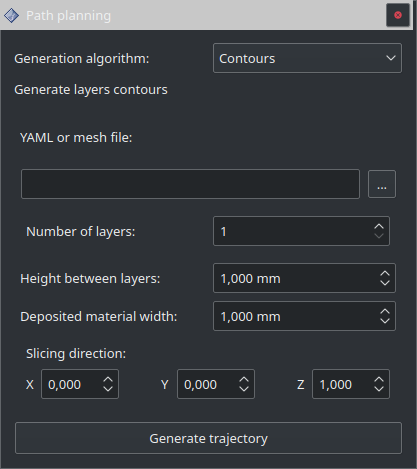 Path planning
Generation algorithm: Contours
Generate layers contours
YAML or mesh file:
...
Number of layers: 1
Height between layers: 1,000 mm
Deposited material width: 1,000 mm
Slicing direction:
X 0,000 Y 0,000 Z 1,000
Generate trajectory